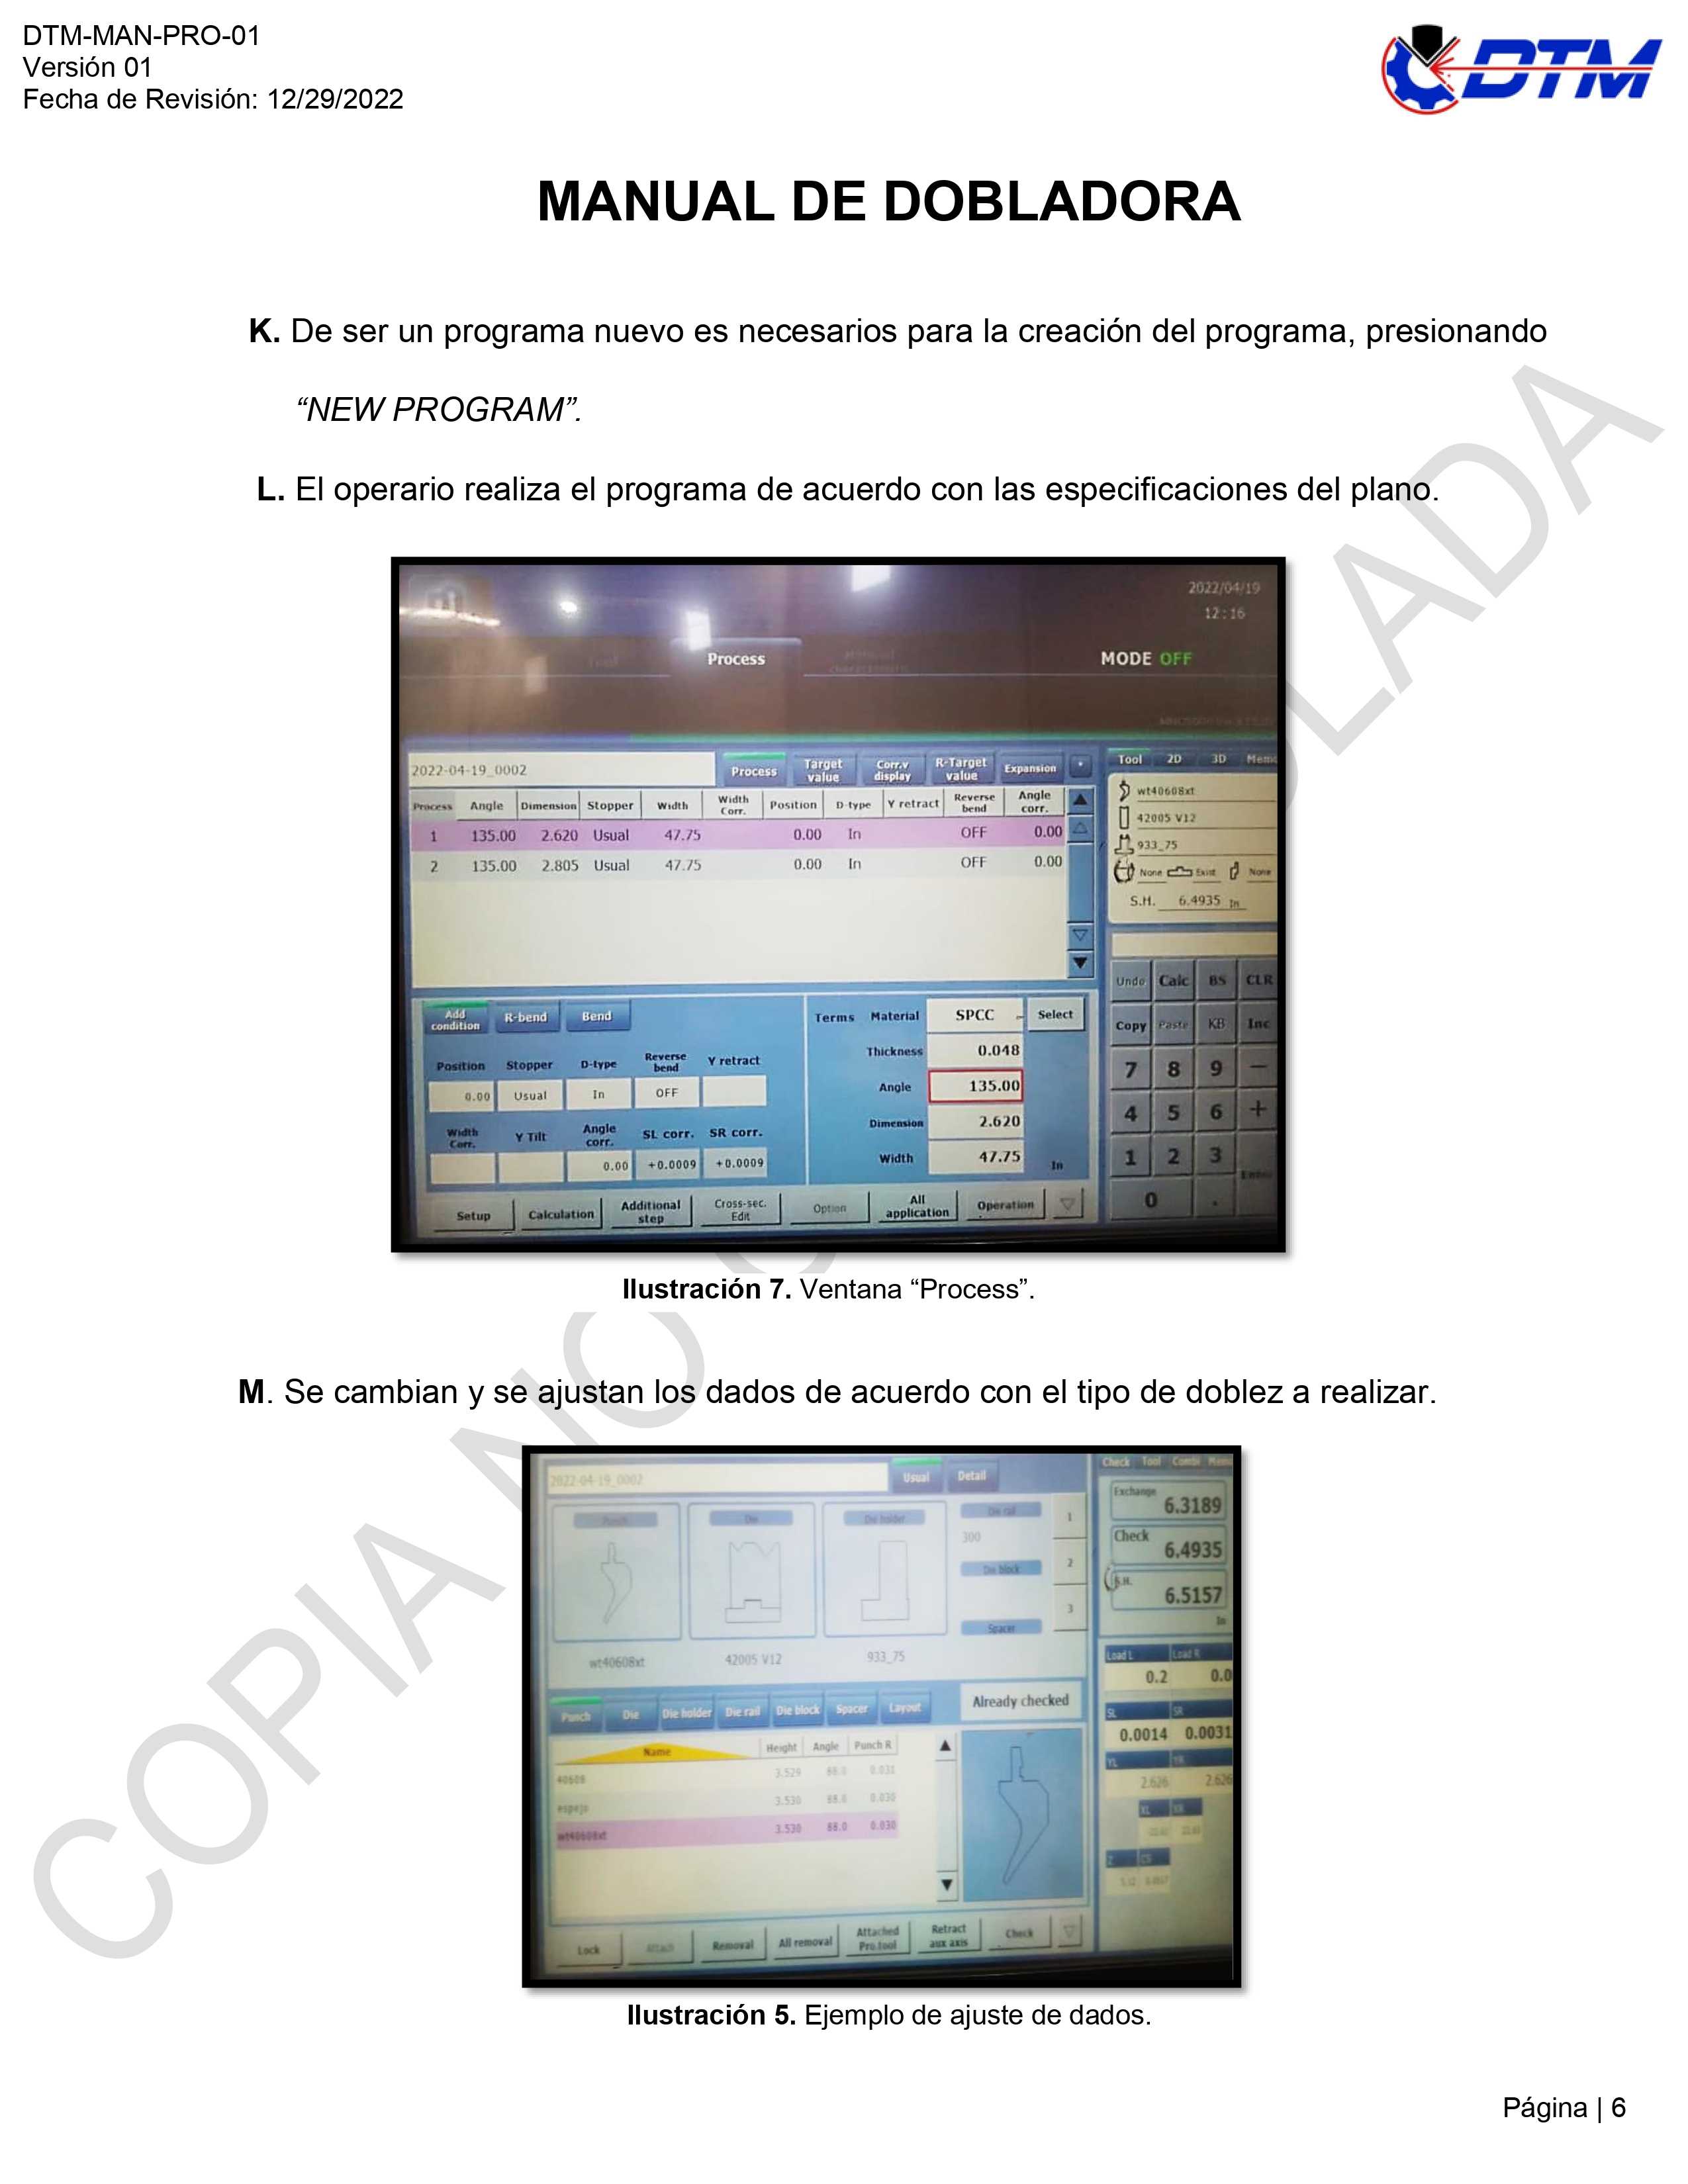 DTM-MAN-PRO-01
Versión 01
Fecha de Revisión: 12/29/2022
DTM
MANUAL DE DOBLADORA
K. De ser un programa nuevo es necesarios para la creación del programa, presionando
“NEW PROGRAM”.
L. El operario realiza el programa de acuerdo con las especificaciones del plano.
2022/04/19
12:16
Process
MODE OFF
2022-04-19_0002
Process Target value Corr.v display R-Target value Expansion
Tool 2D 3D
Process Angle Dimension Stopper Width Width Corr. Position D-type Y retract Reverse bend Angle corr.
1 135.00 2.620 Usual 47.75 0.00 In OFF 0.00
2 135.00 2.805 Usual 47.75 0.00 In OFF 0.00
wt40608xt
42005 V12
933_75
None Exist None
S.H. 6.4935 In
Add condition R-bend Bend
Terms Material SPCC Select
Thickness 0.048
Angle 135.00
Dimension 2.620
Width 47.75 In
Position Stopper D-type Reverse bend Y retract
0.00 Usual In OFF
Width Corr. Y Tilt Angle corr. SL corr. SR corr.
0.00 +0.0009 +0.0009
Setup Calculation Additional step Cross-sec. Edit Option All application Operation
Undo Calc BS CLR
Copy Paste KB Inc
7 8 9 −
4 5 6 +
1 2 3
0 . Enter
Ilustración 7. Ventana “Process”.
M. Se cambian y se ajustan los dados de acuerdo con el tipo de doblez a realizar.
2022-04-19_0002 Usual Detail
Check Tool Combi
Punch Die Die holder Die rail
300
Die block
Spacer
1
2
3
wt40608xt 42005 V12 933_75
Exchange 6.3189
Check 6.4935
S.H. 6.5157
In
Load L Load R
0.2 0.0
SL SR
0.0014 0.0031
YL YR
2.626 2.626
Punch Die Die holder Die rail Die block Spacer Layout
Already checked
Name Height Angle Punch R
40608 3.529 88.0 0.031
espejo 3.530 88.0 0.030
wt40608xt 3.530 88.0 0.030
Lock Attach Removal All removal Attached Pro.tool Retract aux axis Check
Ilustración 5. Ejemplo de ajuste de dados.
Página | 6